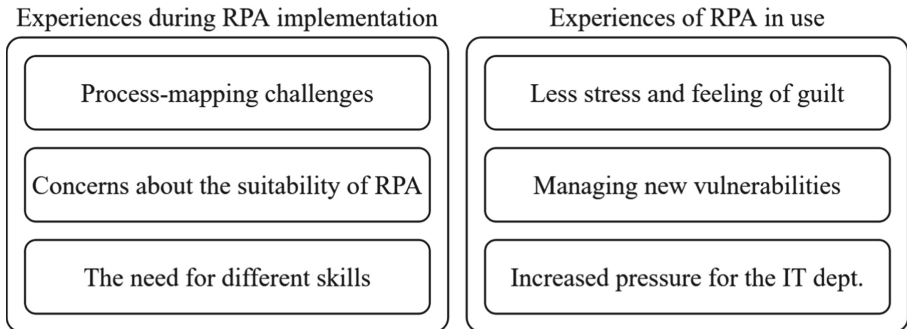 Experiences during RPA implementation
Process-mapping challenges
Concerns about the suitability of RPA
The need for different skills
Experiences of RPA in use
Less stress and feeling of guilt
Managing new vulnerabilities
Increased pressure for the IT dept.